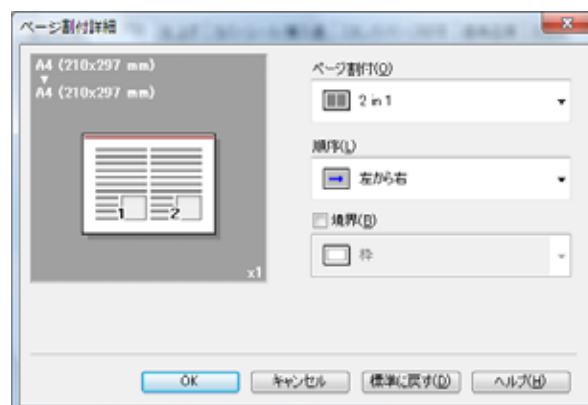 ページ割付詳細
A4 (210x297 mm)
A4 (210x297 mm)
1 2
x1
ページ割付(O)
2 in 1
順序(L)
左から右
境界(B)
枠
OK
キャンセル
標準に戻す(D)
ヘルプ(H)